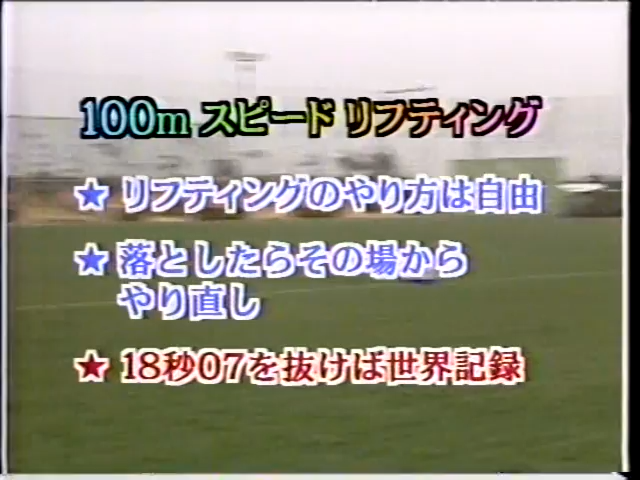 100m スピード リフティング
★ リフティングのやり方は自由
★ 落としたらその場から
やり直し
★ 18秒07を抜けば世界記録